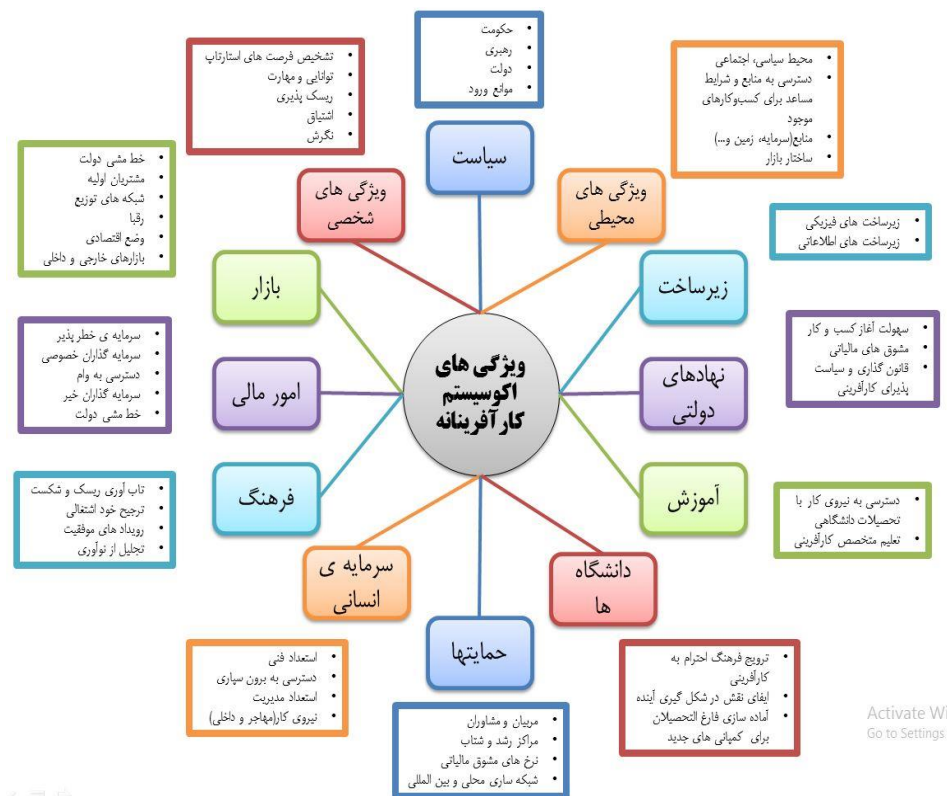 حکومت
رهبری
دولت
موانع ورود
سیاست
تشخیص فرصت های استارتاپ
توانایی و مهارت
ریسک پذیری
اشتیاق
نگرش
ویژگی های
شخصی
محیط سیاسی، اجتماعی
دسترسی به منابع و شرایط
مساعد برای کسب‌وکارهای
موجود
منابع(سرمایه، زمین و...)
ساختار بازار
ویژگی های
محیطی
خط مشی دولت
مشتریان اولیه
شبکه های توزیع
رقبا
وضع اقتصادی
بازارهای خارجی و داخلی
بازار
زیرساخت های فیزیکی
زیرساخت های اطلاعاتی
زیرساخت
سرمایه ی خطر پذیر
سرمایه گذاران خصوصی
دسترسی به وام
سرمایه گذاران خیر
خط مشی دولت
امور مالی
ویژگی های
اکوسیستم
کارآفرینانه
سهولت آغاز کسب و کار
مشوق های مالیاتی
قانون گذاری و سیاست
پذیرای کارآفرینی
نهادهای
دولتی
تاب آوری ریسک و شکست
ترجیح خود اشتغالی
رویداد های موفقیت
تجلیل از نوآوری
فرهنگ
دسترسی به نیروی کار با
تحصیلات دانشگاهی
تعلیم متخصص کارآفرینی
آموزش
سرمایه ی
انسانی
استعداد فنی
دسترسی به برون سپاری
استعداد مدیریت
نیروی کار(مهاجر و داخلی)
حمایتها
مربیان و مشاوران
مراکز رشد و شتاب
نرخ های مشوق مالیاتی
شبکه سازی محلی و بین المللی
دانشگاه
ها
ترویج فرهنگ احترام به
کارآفرینی
ایفای نقش در شکل گیری آینده
آماده سازی فارغ التحصیلان
برای کمپانی های جدید
Activate Wi
Go to Settings